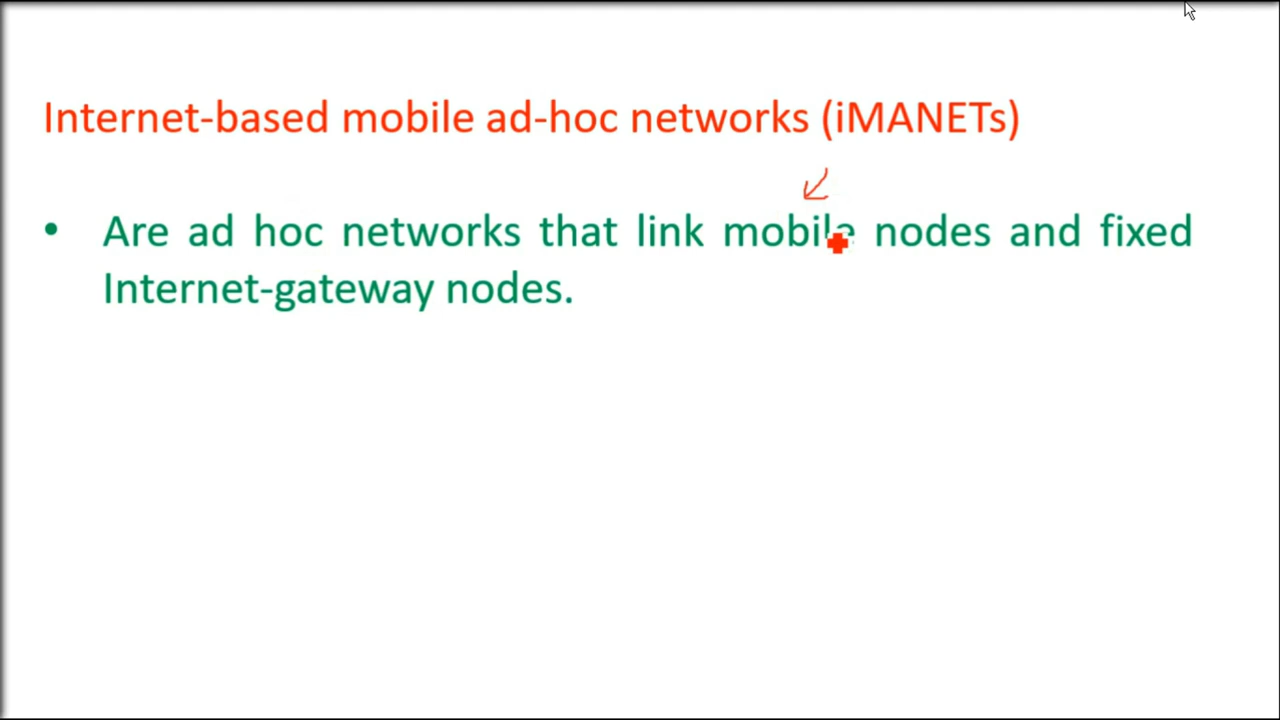 Internet-based mobile ad-hoc networks (iMANETs)
• Are ad hoc networks that link mobile nodes and fixed
Internet-gateway nodes.